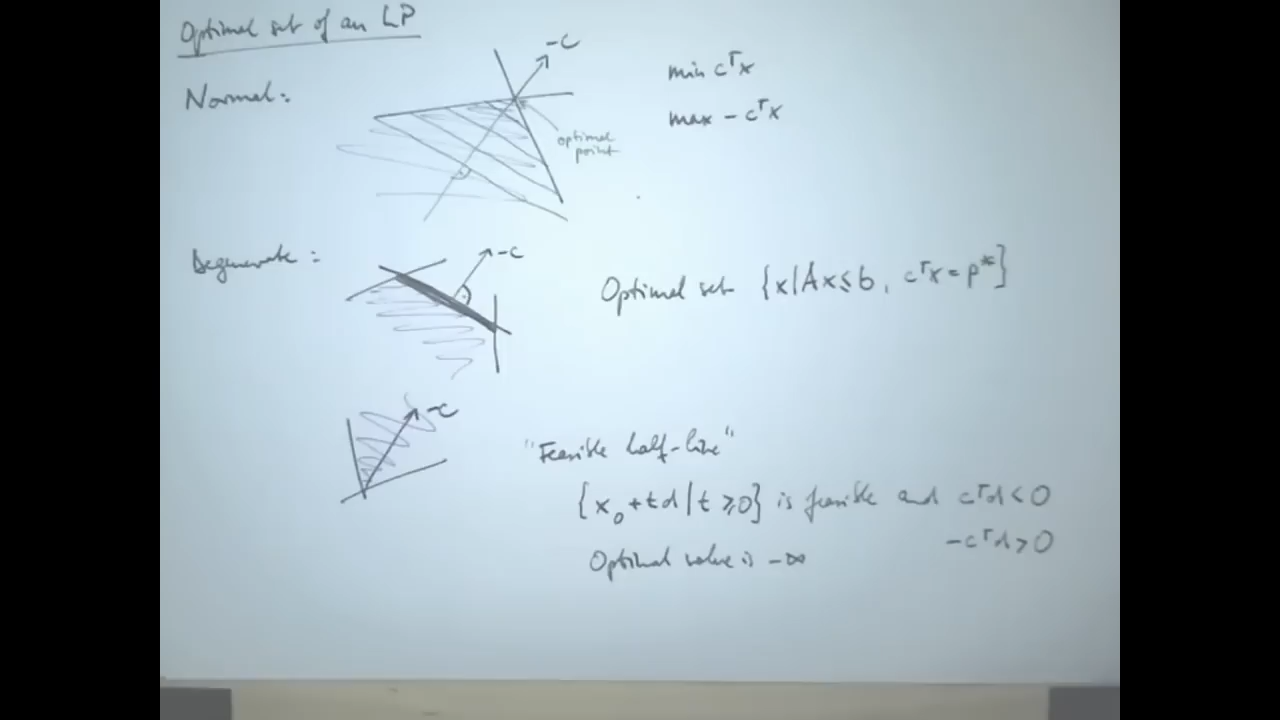 Optimal set of an LP
-c
min cᵀx
Normal:
max - cᵀx
optimal
point
Degenerate :
-c
Optimal set {x|Ax≤b, cᵀx=p*}
-c
"Feasible half-line"
{x₀+td|t≥0} is feasible and cᵀd<0
-cᵀd>0
Optimal value is -∞